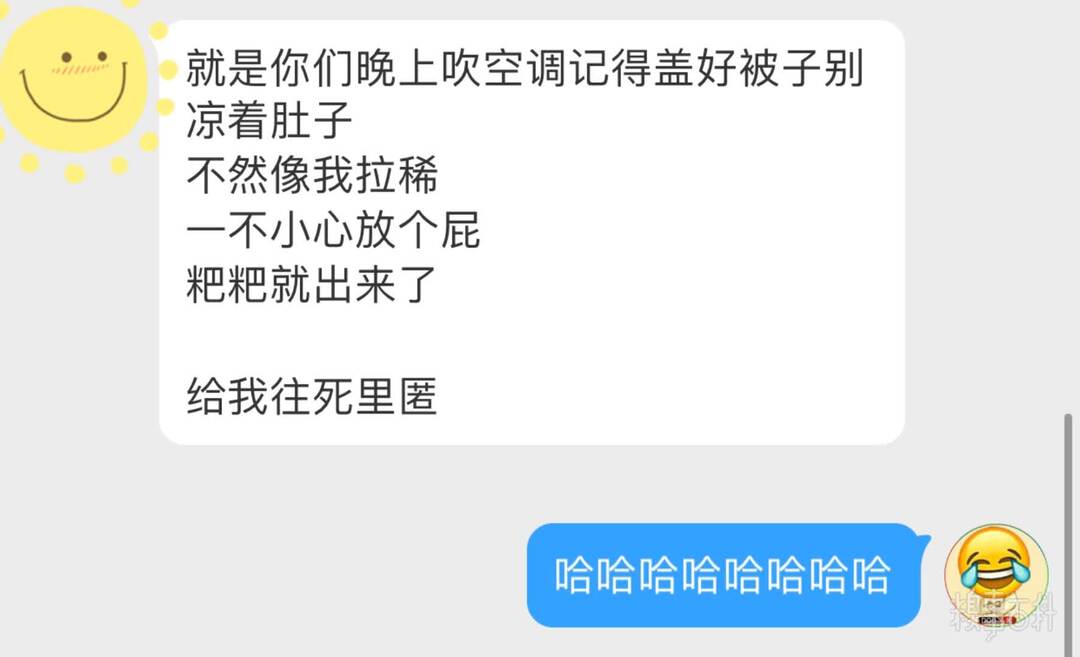 就是你们晚上吹空调记得盖好被子别
凉着肚子
不然像我拉稀
一不小心放个屁
粑粑就出来了
给我往死里匿
哈哈哈哈哈哈哈哈